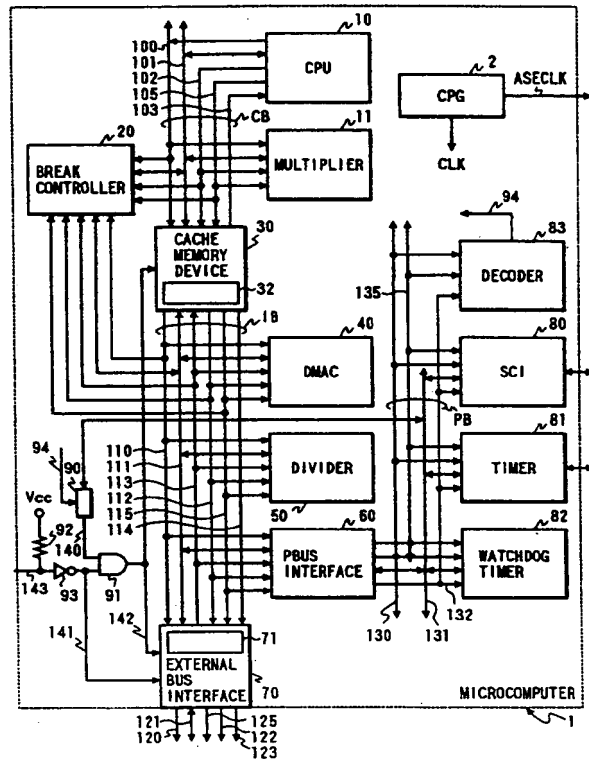 10
100
101
102
105
103
CPU
2
CPG
ASECLK
CLK
CB
11
MULTIPLIER
20
BREAK
CONTROLLER
30
CACHE
MEMORY
DEVICE
32
94
83
DECODER
135
IB
40
DMAC
80
SCI
PB
81
TIMER
94
90
Vcc
92
140
110
111
113
112
115
114
DIVIDER
50
60
PBUS
INTERFACE
82
WATCHDOG
TIMER
143
93
91
141
142
130
131
132
71
EXTERNAL
BUS
INTERFACE
70
MICROCOMPUTER
1
121
120
125
122
123